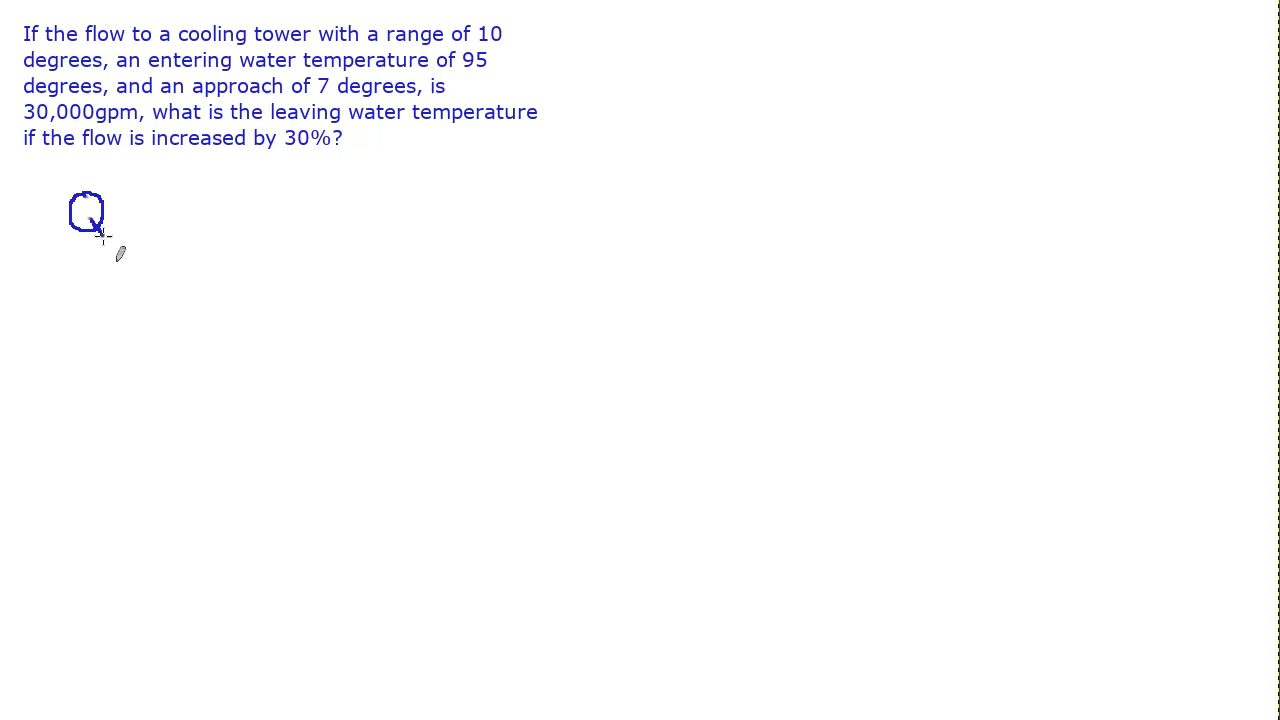 If the flow to a cooling tower with a range of 10
degrees, an entering water temperature of 95
degrees, and an approach of 7 degrees, is
30,000gpm, what is the leaving water temperature
if the flow is increased by 30%?
Q